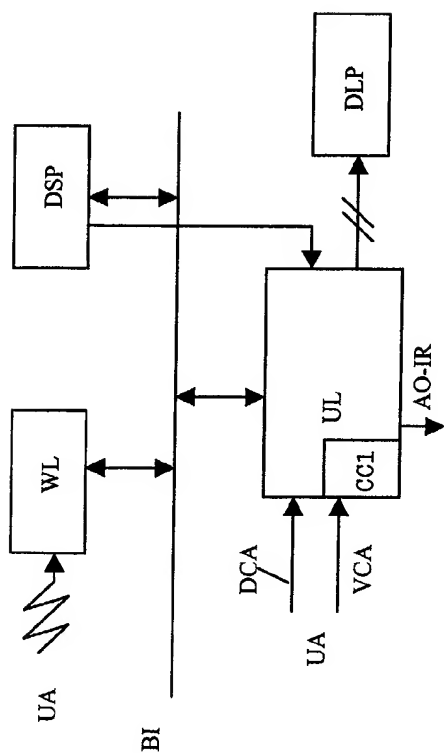 UA
WL
DSP
BI
UA
DCA
VCA
UL
CC1
AO-IR
DLP